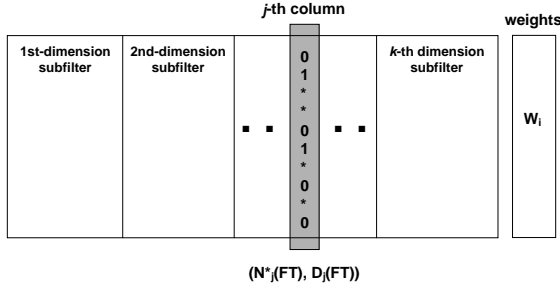 j-th column
weights
1st-dimension
subfilter
2nd-dimension
subfilter
k-th dimension
subfilter
0
1
*
*
0
1
*
0
*
0
Wi
(N*j(FT), Dj(FT))